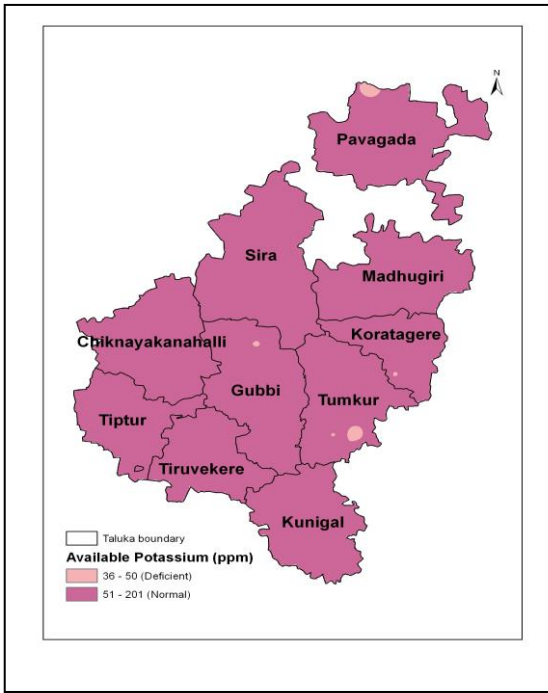 N
Pavagada
Sira
Madhugiri
Koratagere
Chiknayakanahalli
Gubbi
Tumkur
Tiptur
Tiruvekere
Kunigal
Taluka boundary
Available Potassium (ppm)
36 - 50 (Deficient)
51 - 201 (Normal)